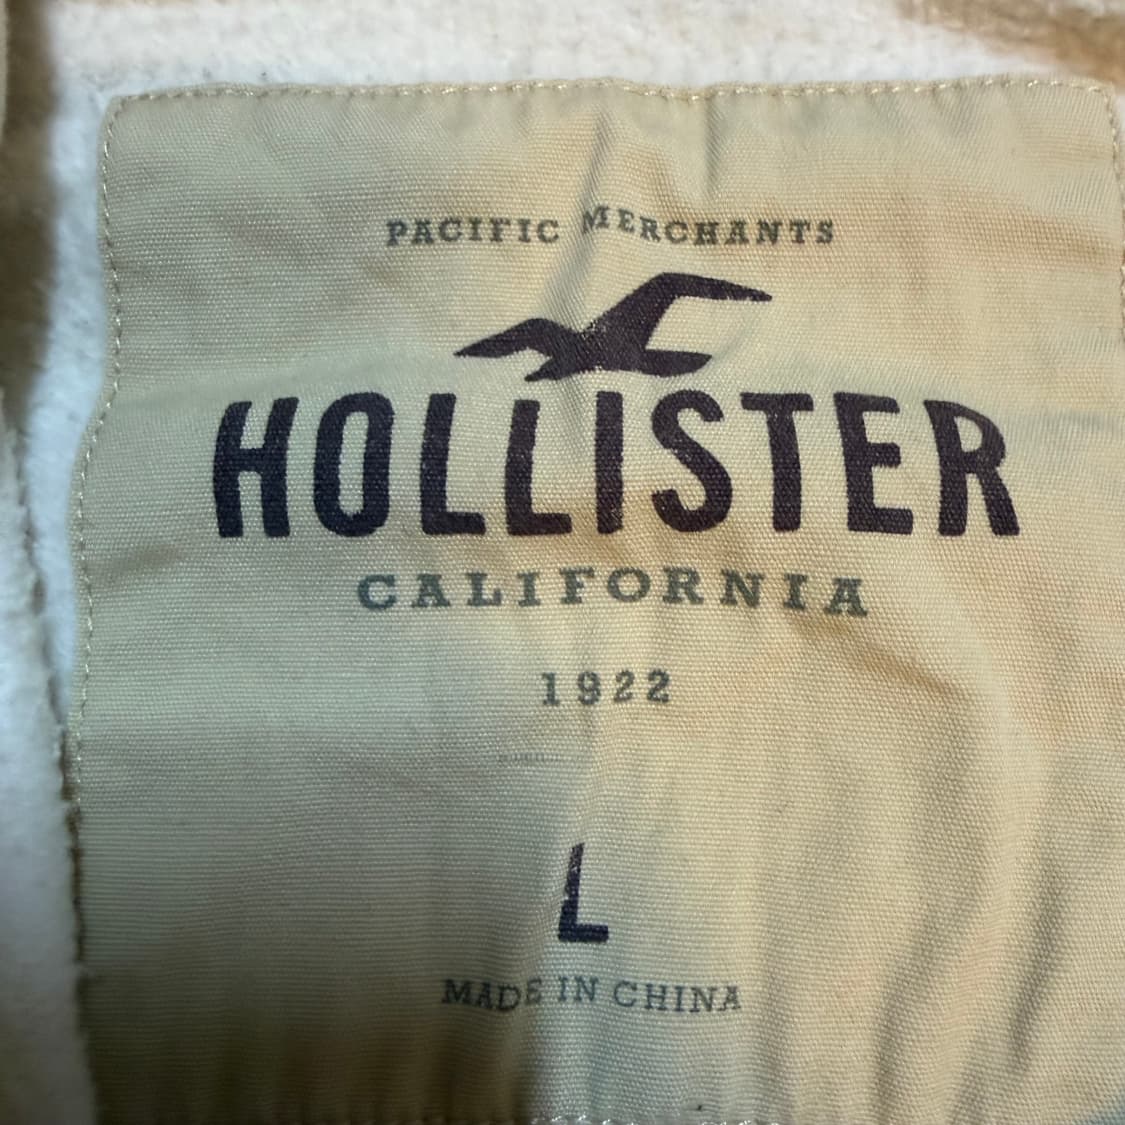 PACIFIC MERCHANTS
HOLLISTER
CALIFORNIA
1922
L
MADE IN CHINA